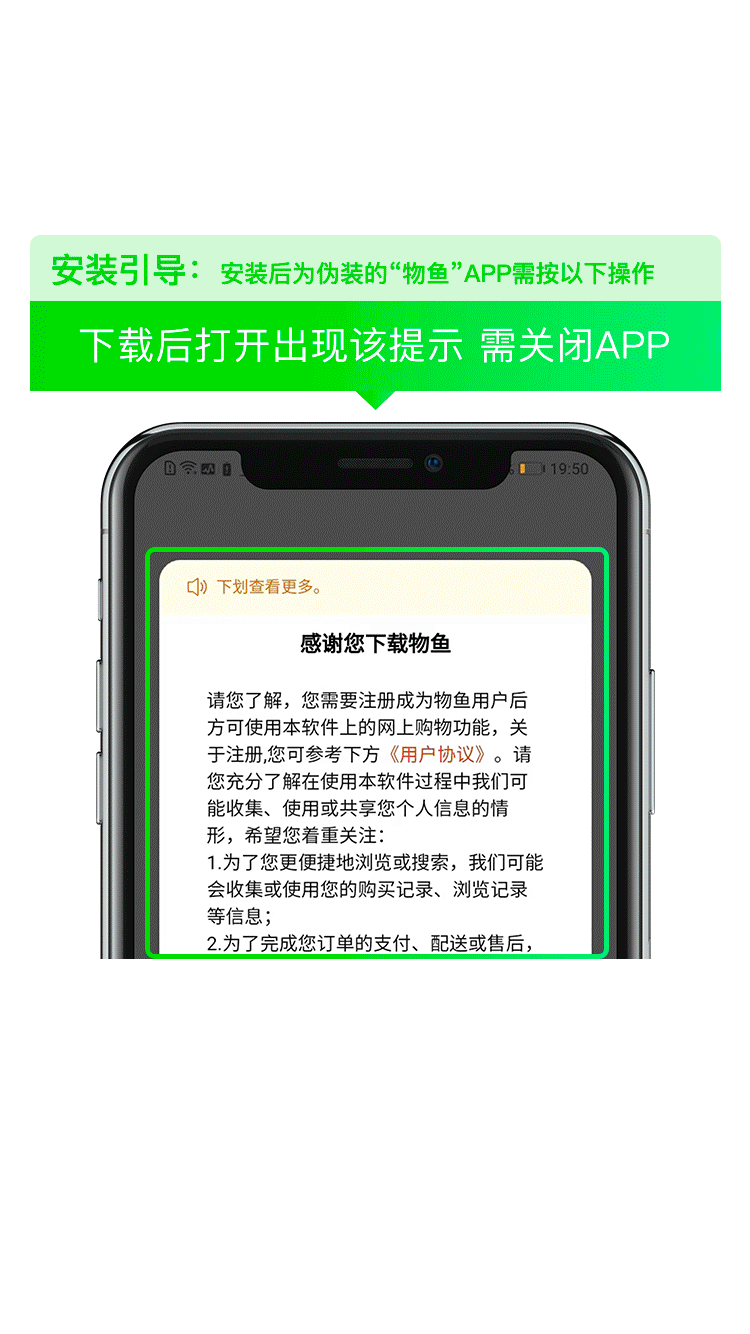 安装引导：安装后为伪装的“物鱼”APP需按以下操作
下载后打开出现该提示 需关闭APP
19:50
下划查看更多。
感谢您下载物鱼
请您了解，您需要注册成为物鱼用户后
方可使用本软件上的网上购物功能，关
于注册,您可参考下方《用户协议》。请
您充分了解在使用本软件过程中我们可
能收集、使用或共享您个人信息的情
形，希望您着重关注：
1.为了您更便捷地浏览或搜索，我们可能
会收集或使用您的购买记录、浏览记录
等信息；
2.为了完成您订单的支付、配送或售后，